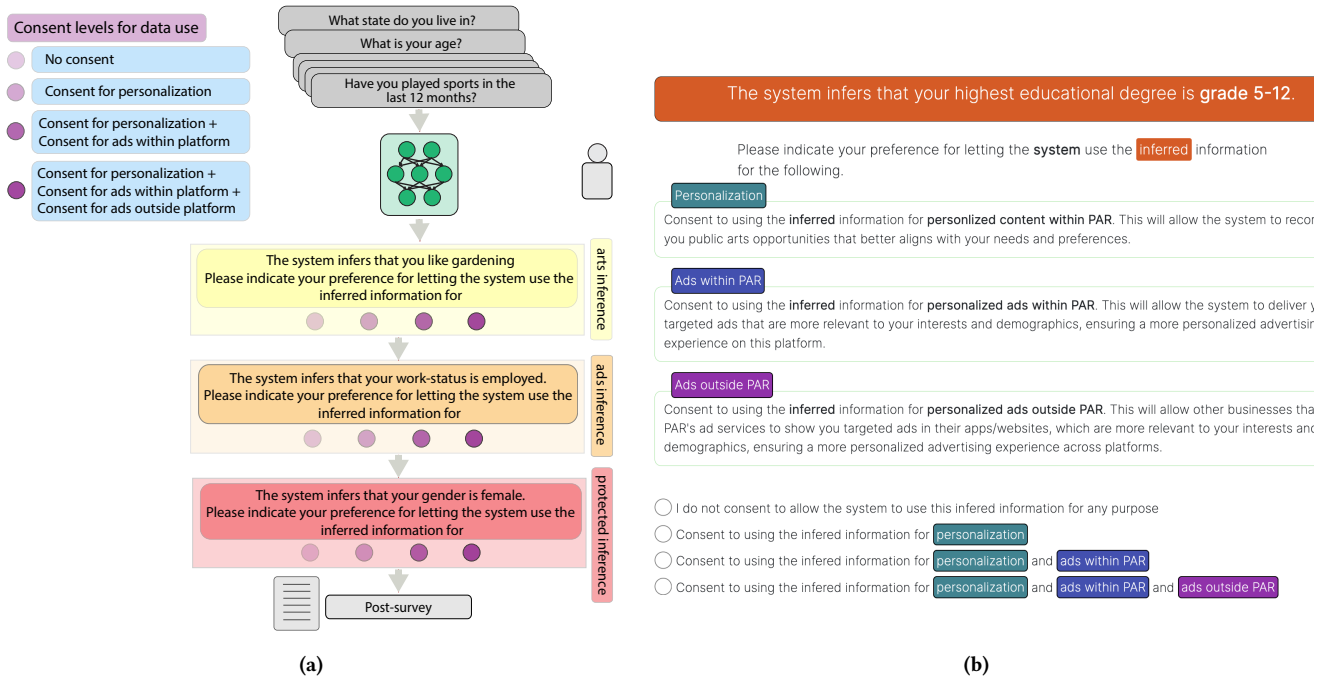 Consent levels for data use
No consent
Consent for personalization
Consent for personalization +
Consent for ads within platform
Consent for personalization +
Consent for ads within platform +
Consent for ads outside platform
What state do you live in?
What is your age?
Have you played sports in the
last 12 months?
The system infers that you like gardening
Please indicate your preference for letting the system use the
inferred information for
arts inference
The system infers that your work-status is employed.
Please indicate your preference for letting the system use the
inferred information for
ads inference
The system infers that your gender is female.
Please indicate your preference for letting the system use the
inferred information for
protected inference
Post-survey
(a)
The system infers that your highest educational degree is grade 5-12.
Please indicate your preference for letting the system use the inferred information
for the following.
Personalization
Consent to using the inferred information for personlized content within PAR. This will allow the system to recor
you public arts opportunities that better aligns with your needs and preferences.
Ads within PAR
Consent to using the inferred information for personalized ads within PAR. This will allow the system to deliver y
targeted ads that are more relevant to your interests and demographics, ensuring a more personalized advertisin
experience on this platform.
Ads outside PAR
Consent to using the inferred information for personalized ads outside PAR. This will allow other businesses tha
PAR's ad services to show you targeted ads in their apps/websites, which are more relevant to your interests and
demographics, ensuring a more personalized advertising experience across platforms.
I do not consent to allow the system to use this infered information for any purpose
Consent to using the infered information for personalization
Consent to using the infered information for personalization and ads within PAR
Consent to using the infered information for personalization and ads within PAR and ads outside PAR
(b)